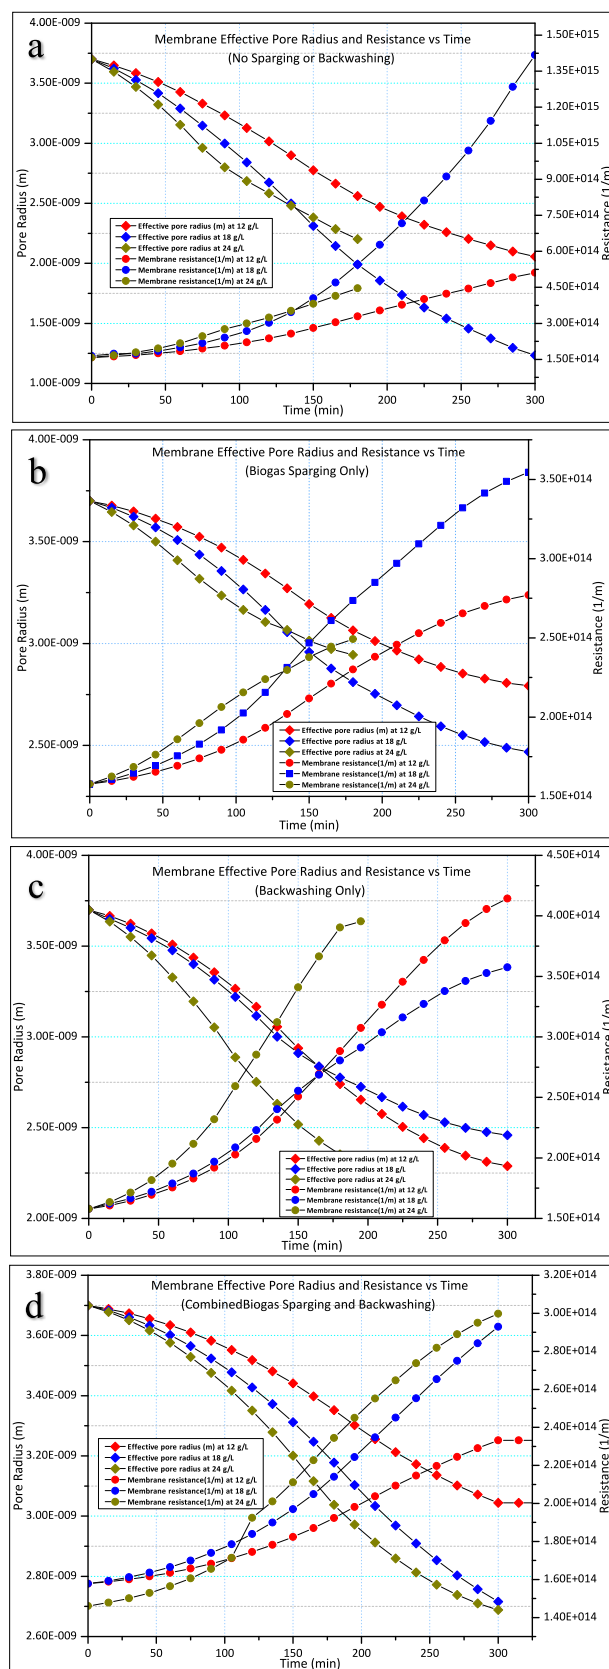 a
Membrane Effective Pore Radius and Resistance vs Time
(No Sparging or Backwashing)
4.00E-009
3.50E-009
3.00E-009
2.50E-009
2.00E-009
1.50E-009
1.00E-009
Pore Radius (m)
1.50E+015
1.35E+015
1.20E+015
1.05E+015
9.00E+014
7.50E+014
6.00E+014
4.50E+014
3.00E+014
1.50E+014
Resistance (1/m)
Effective pore radius (m) at 12 g/L
Effective pore radius at 18 g/L
Effective pore radius at 24 g/L
Membrane resistance(1/m) at 12 g/L
Membrane resistance(1/m) at 18 g/L
Membrane resistance(1/m) at 24 g/L
0 50 100 150 200 250 300
Time (min)
b
Membrane Effective Pore Radius and Resistance vs Time
(Biogas Sparging Only)
4.00E-009
3.50E-009
3.00E-009
2.50E-009
Pore Radius (m)
3.50E+014
3.00E+014
2.50E+014
2.00E+014
1.50E+014
Resistance (1/m)
Effective pore radius (m) at 12 g/L
Effective pore radius at 18 g/L
Effective pore radius at 24 g/L
Membrane resistance(1/m) at 12 g/L
Membrane resistance(1/m) at 18 g/L
Membrane resistance(1/m) at 24 g/L
0 50 100 150 200 250 300
Time (min)
c
Membrane Effective Pore Radius and Resistance vs Time
(Backwashing Only)
4.00E-009
3.50E-009
3.00E-009
2.50E-009
2.00E-009
Pore Radius (m)
4.50E+014
4.00E+014
3.50E+014
3.00E+014
2.50E+014
2.00E+014
1.50E+014
Resistance (1/m)
Effective pore radius (m) at 12 g/L
Effective pore radius at 18 g/L
Effective pore radius at 24 g/L
Membrane resistance(1/m) at 12 g/L
Membrane resistance(1/m) at 18 g/L
Membrane resistance(1/m) at 24 g/L
0 50 100 150 200 250 300
Time (min)
d
Membrane Effective Pore Radius and Resistance vs Time
(CombinedBiogas Sparging and Backwashing)
3.80E-009
3.60E-009
3.40E-009
3.20E-009
3.00E-009
2.80E-009
2.60E-009
Pore Radius (m)
3.20E+014
3.00E+014
2.80E+014
2.60E+014
2.40E+014
2.20E+014
2.00E+014
1.80E+014
1.60E+014
1.40E+014
Resistance (1/m)
Effective pore radius (m) at 12 g/L
Effective pore radius at 18 g/L
Effective pore radius at 24 g/L
Membrane resistance(1/m) at 12 g/L
Membrane resistance(1/m) at 18 g/L
Membrane resistance(1/m) at 24 g/L
0 50 100 150 200 250 300
Time (min)